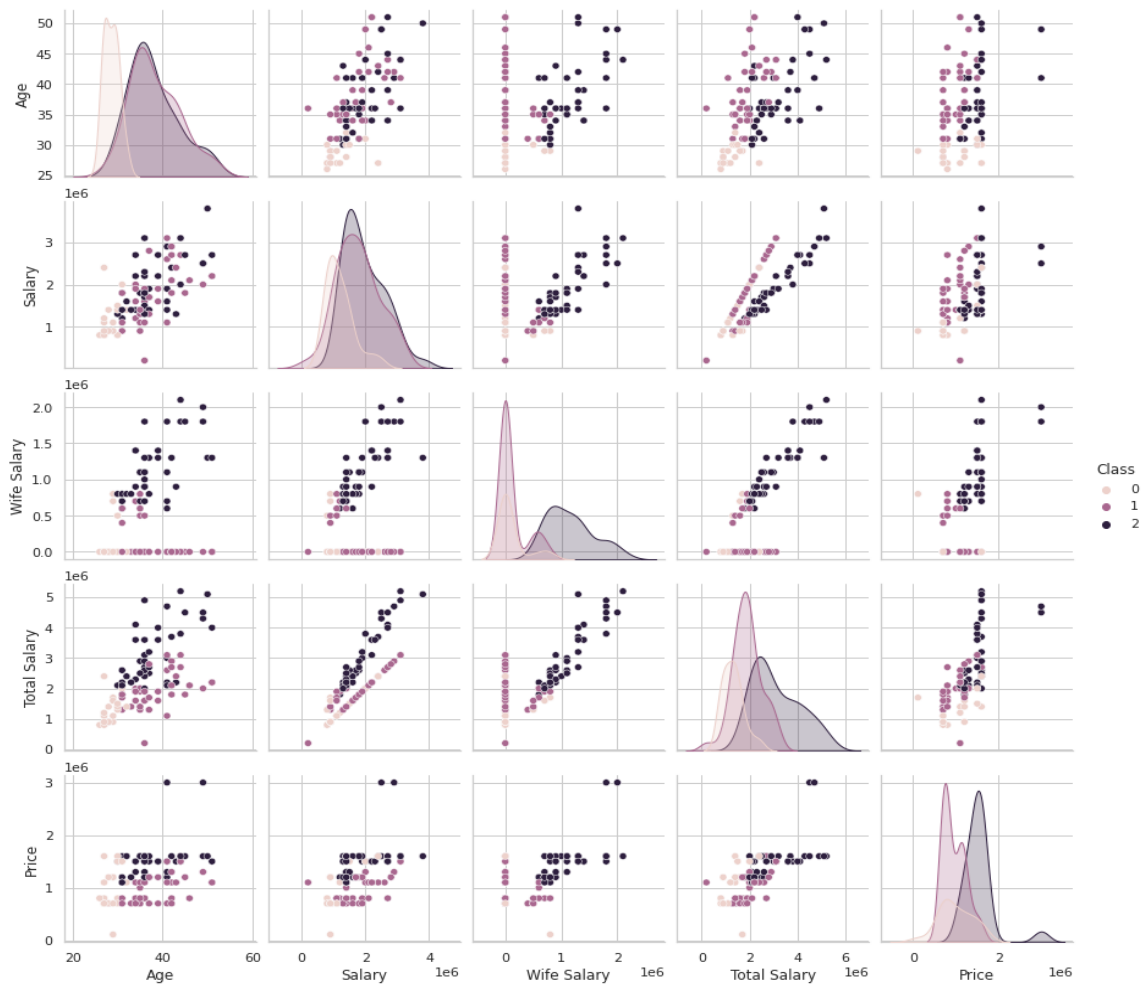 50
45
40
35
30
25
Age
1e6
3
2
1
Salary
1e6
2.0
1.5
1.0
0.5
0.0
Wife Salary
Class
0
1
2
1e6
5
4
3
2
1
0
Total Salary
1e6
3
2
1
0
Price
20 40 60 0 2 4 0 1 2 0 2 4 6 0 2
1e6 1e6 1e6 1e6
Age Salary Wife Salary Total Salary Price